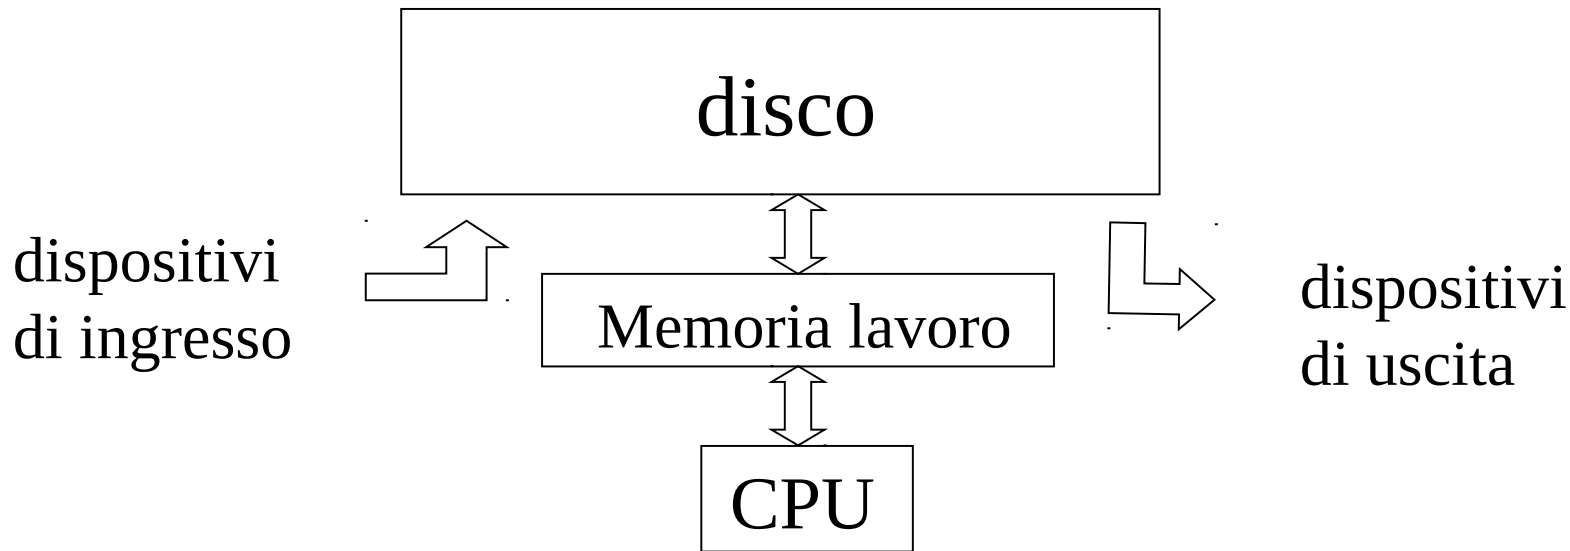 disco
dispositivi
di ingresso
Memoria lavoro
dispositivi
di uscita
CPU